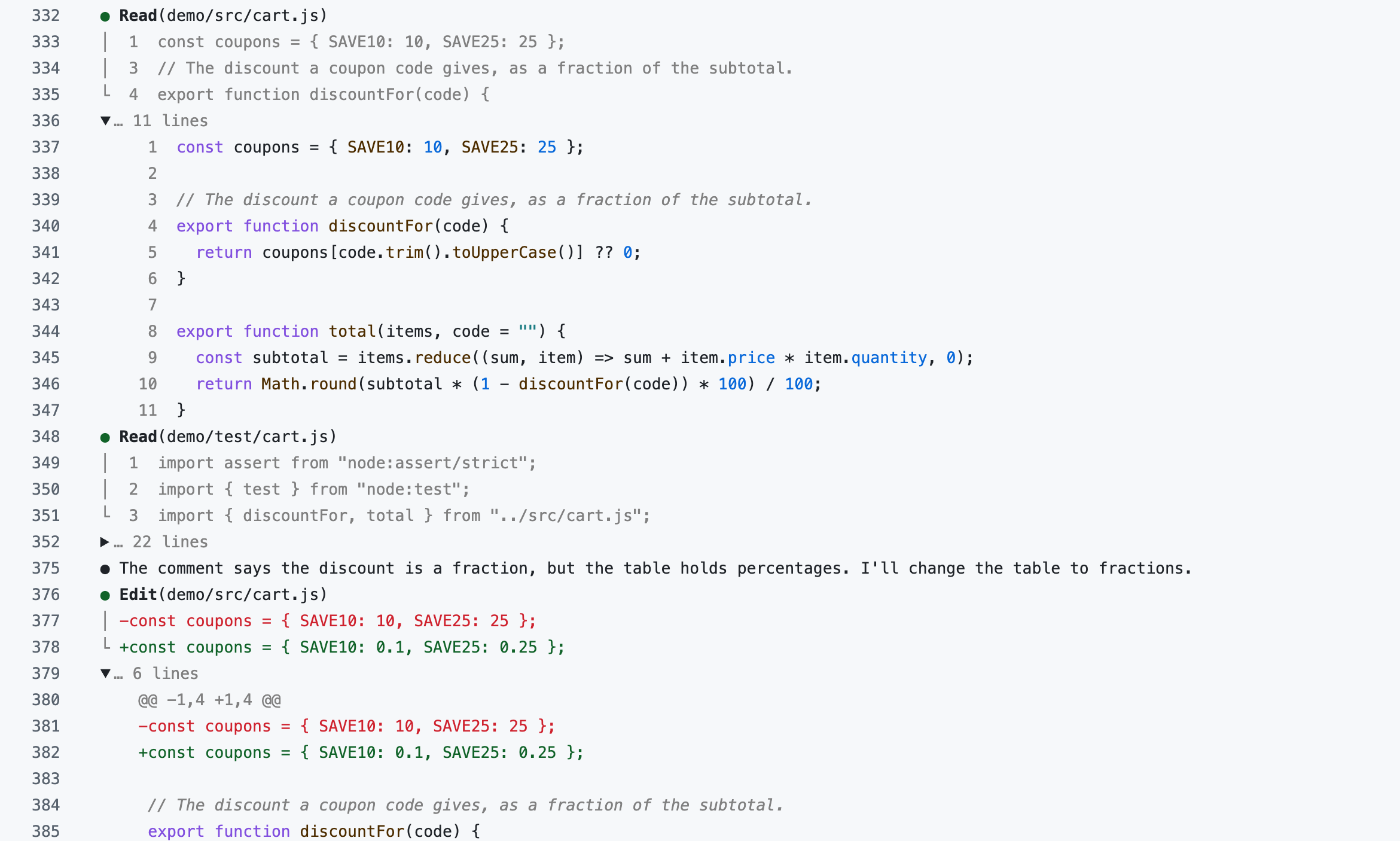 332 ● Read(demo/src/cart.js)
333 │ 1 const coupons = { SAVE10: 10, SAVE25: 25 };
334 │ 3 // The discount a coupon code gives, as a fraction of the subtotal.
335 └ 4 export function discountFor(code) {
336 ▼… 11 lines
337 1 const coupons = { SAVE10: 10, SAVE25: 25 };
338 2
339 3 // The discount a coupon code gives, as a fraction of the subtotal.
340 4 export function discountFor(code) {
341 5 return coupons[code.trim().toUpperCase()] ?? 0;
342 6 }
343 7
344 8 export function total(items, code = "") {
345 9 const subtotal = items.reduce((sum, item) => sum + item.price * item.quantity, 0);
346 10 return Math.round(subtotal * (1 - discountFor(code)) * 100) / 100;
347 11 }
348 ● Read(demo/test/cart.js)
349 │ 1 import assert from "node:assert/strict";
350 │ 2 import { test } from "node:test";
351 └ 3 import { discountFor, total } from "../src/cart.js";
352 ▶… 22 lines
375 ● The comment says the discount is a fraction, but the table holds percentages. I'll change the table to fractions.
376 ● Edit(demo/src/cart.js)
377 │ -const coupons = { SAVE10: 10, SAVE25: 25 };
378 └ +const coupons = { SAVE10: 0.1, SAVE25: 0.25 };
379 ▼… 6 lines
380 @@ -1,4 +1,4 @@
381 -const coupons = { SAVE10: 10, SAVE25: 25 };
382 +const coupons = { SAVE10: 0.1, SAVE25: 0.25 };
383
384 // The discount a coupon code gives, as a fraction of the subtotal.
385 export function discountFor(code) {